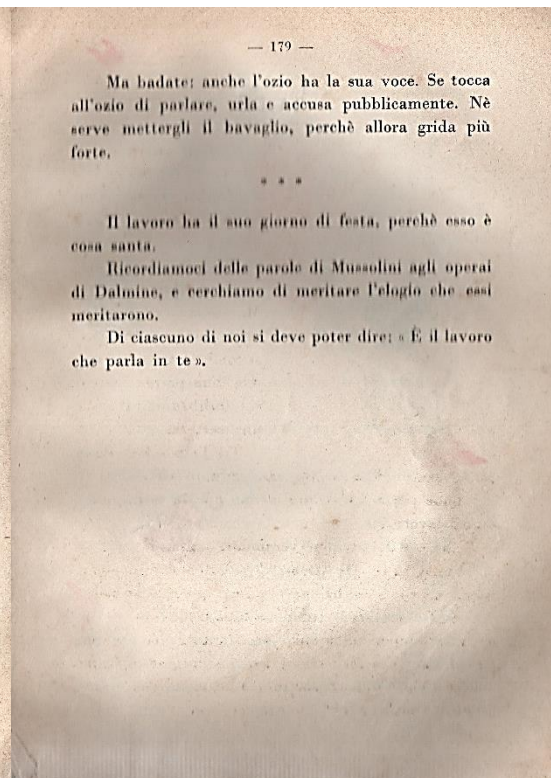 — 179 —
Ma badate: anche l'ozio ha la sua voce. Se tocca
all'ozio di parlare, urla e accusa pubblicamente. Nè
serve mettergli il bavaglio, perchè allora grida più
forte.
* * *
Il lavoro ha il suo giorno di festa, perchè esso è
cosa santa.
Ricordiamoci delle parole di Mussolini agli operai
di Dalmine, e cerchiamo di meritare l'elogio che essi
meritarono.
Di ciascuno di noi si deve poter dire: « È il lavoro
che parla in te ».